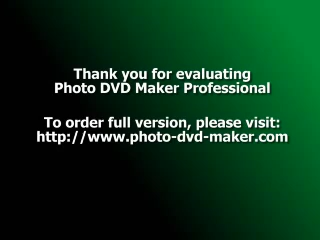 Thank you for evaluating
Photo DVD Maker Professional
To order full version, please visit:
http://www.photo-dvd-maker.com